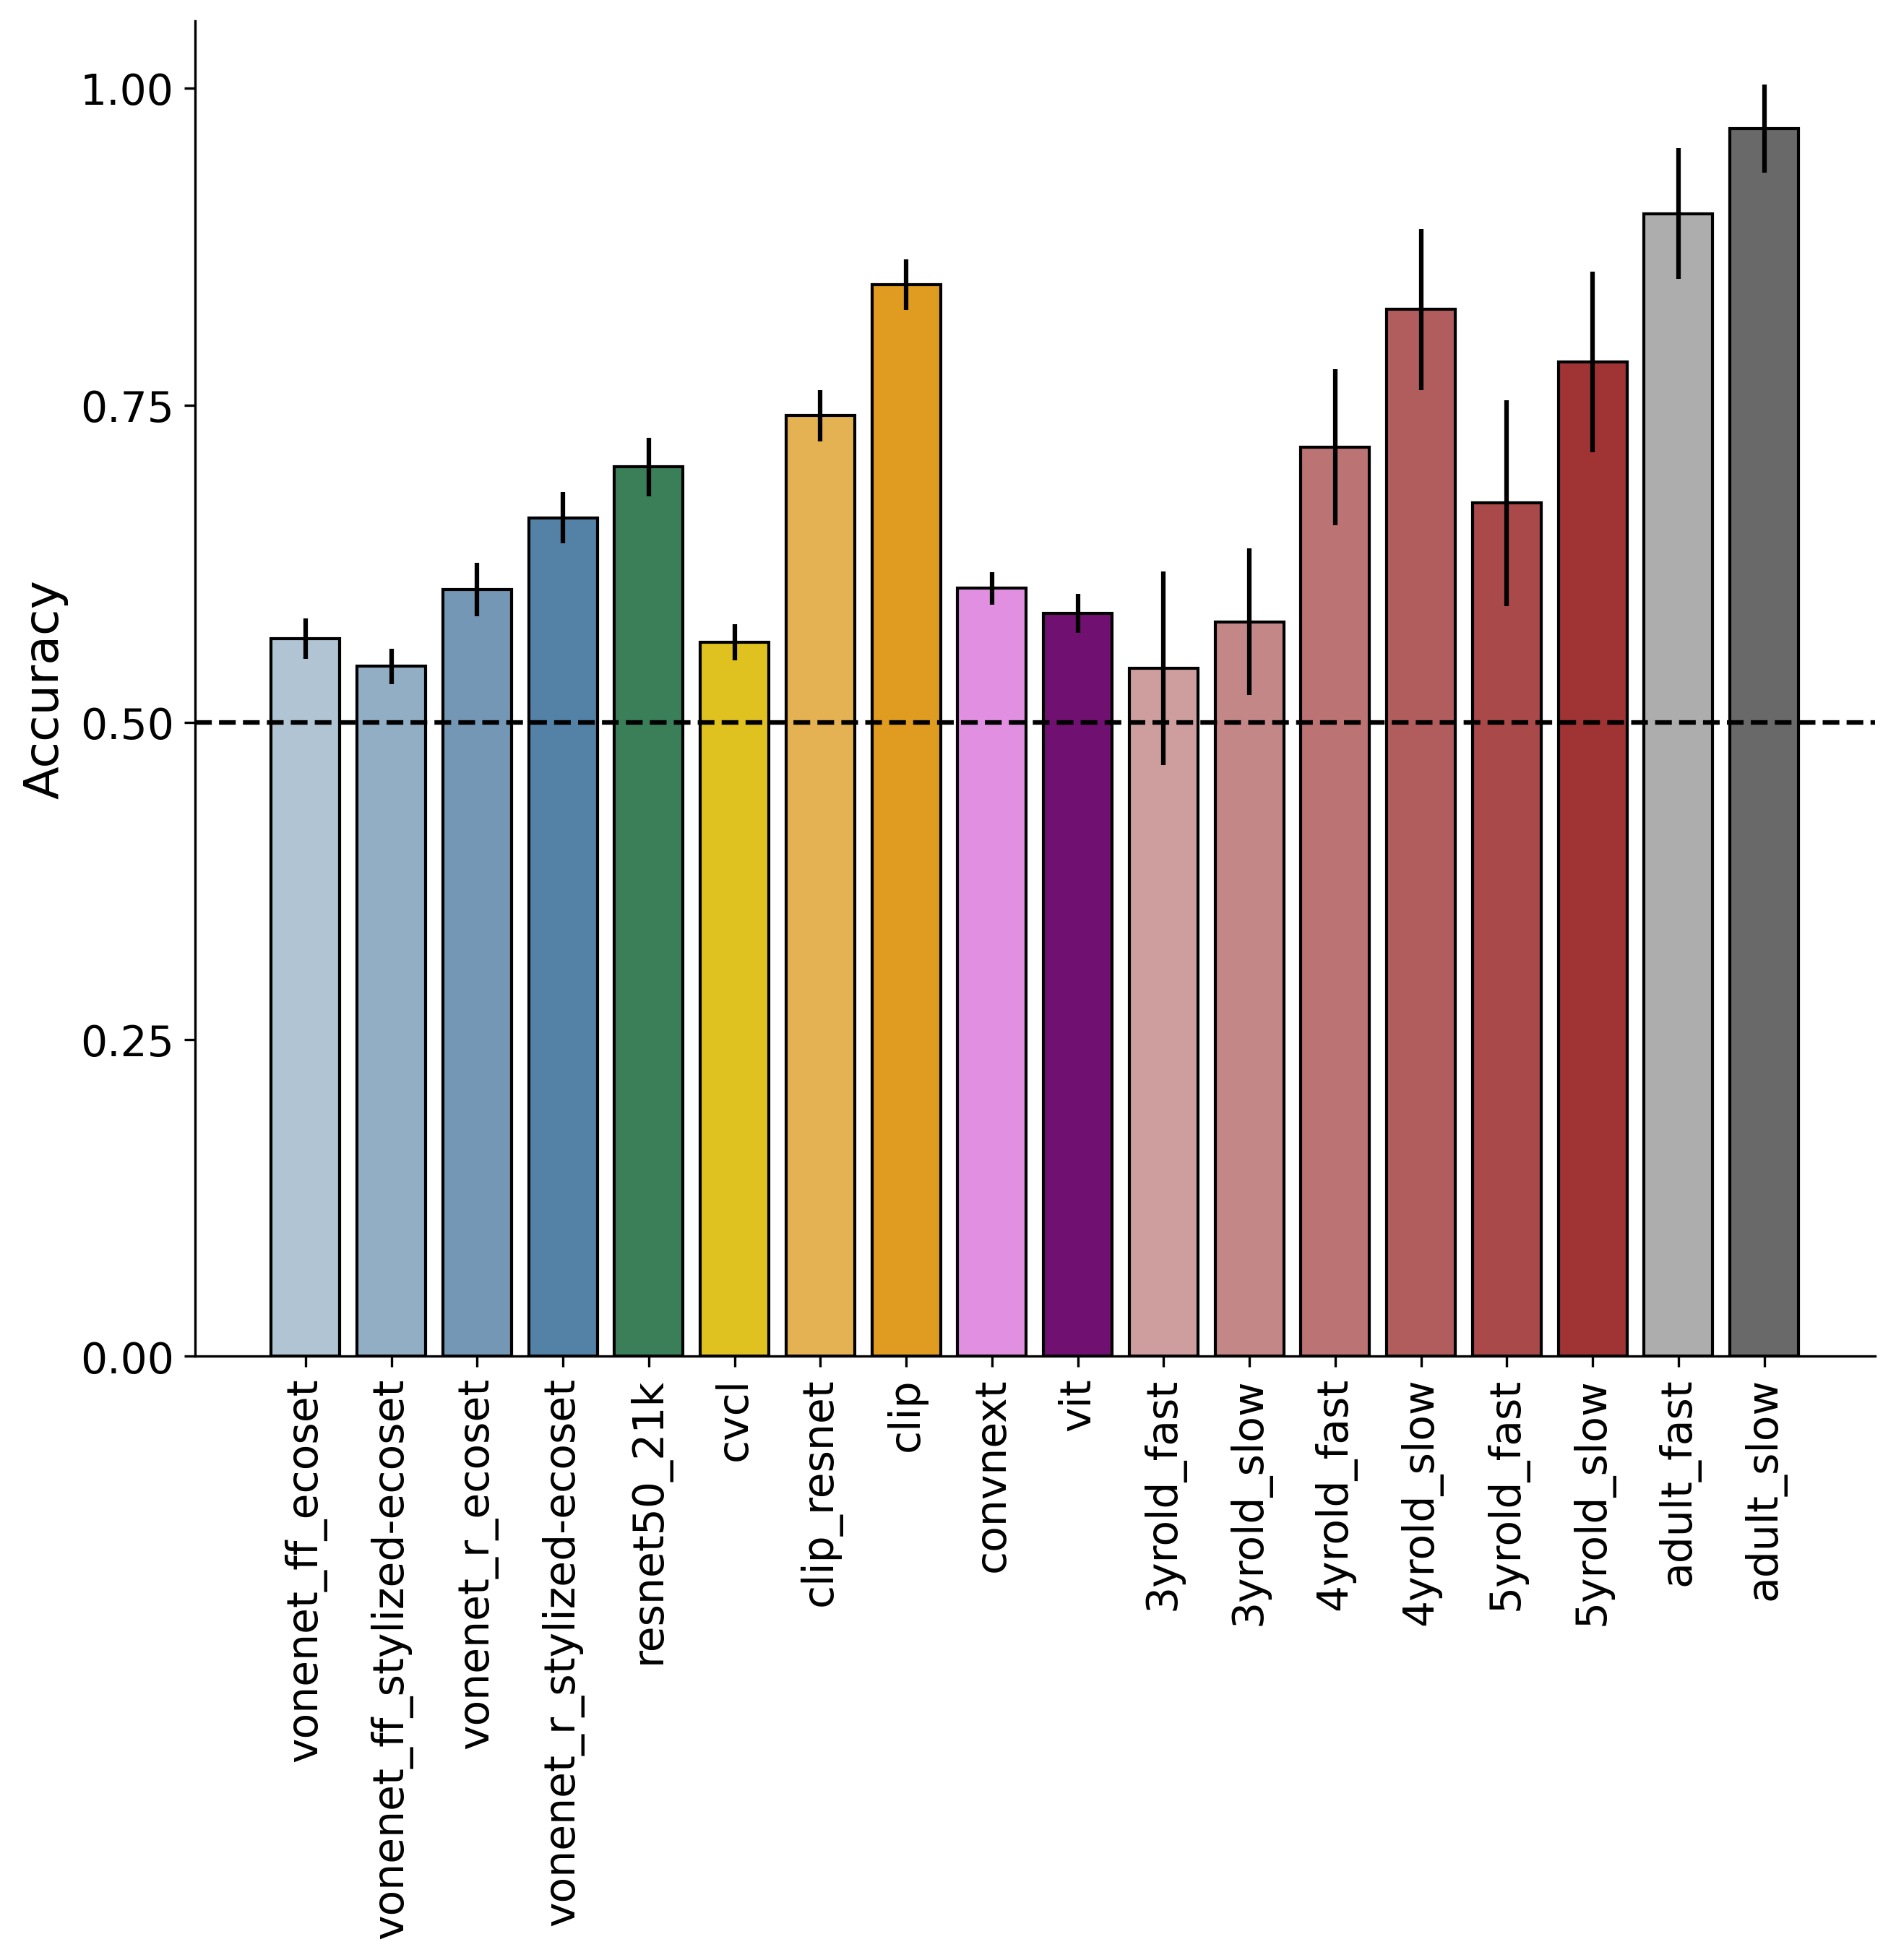 Accuracy
1.00
0.75
0.50
0.25
0.00
vonenet_ff_ecoset
vonenet_ff_stylized-ecoset
vonenet_r_ecoset
vonenet_r_stylized-ecoset
resnet50_21k
cvcl
clip_resnet
clip
convnext
vit
3yrold_fast
3yrold_slow
4yrold_fast
4yrold_slow
5yrold_fast
5yrold_slow
adult_fast
adult_slow